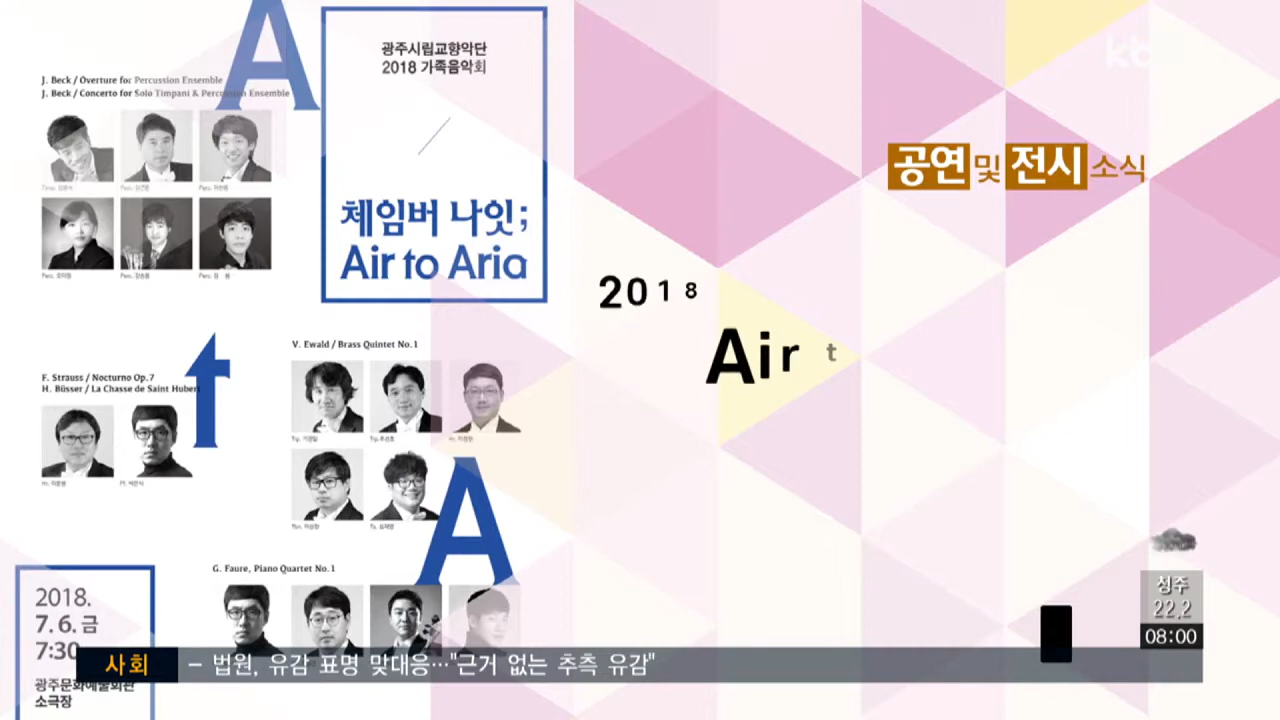 A
광주시립교향악단
2018 가족음악회
체임버 나잇;
Air to Aria
J. Beck / Overture for Percussion Ensemble
J. Beck / Concerto for Solo Timpani & Percussion Ensemble
공연 및 전시 소식
2018
Air t
t
V. Ewald / Brass Quintet No.1
F. Strauss / Nocturno Op.7
H. Büsser / La Chasse de Saint Hubert
A
G. Faure, Piano Quartet No.1
2018.
7. 6. 금
7:30
광주문화예술회관
소극장
성주
22.2
08:00
사회
- 법원, 유감 표명 맞대응…"근거 없는 추측 유감"